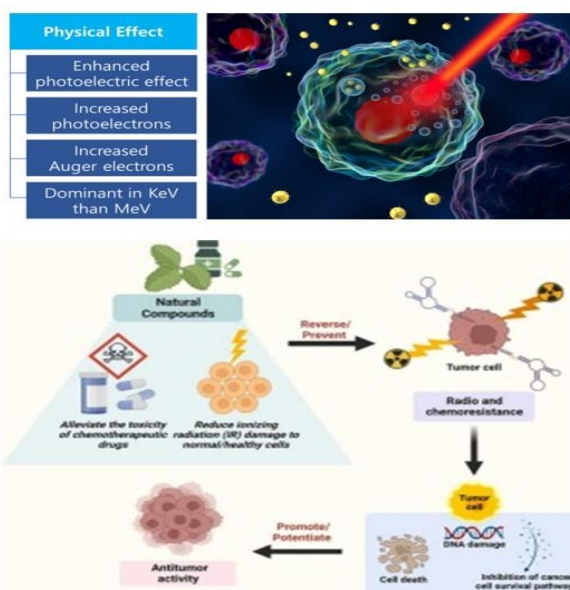 Physical Effect
Enhanced
photoelectric effect
Increased
photoelectrons
Increased
Auger electrons
Dominant in KeV
than MeV
Natural
Compounds
Alleviate the toxicity
of chemotherapeutic
drugs
Reduce ionizing
radiation (IR) damage to
normal/healthy cells
Reverse/
Prevent
Tumor cell
Radio and
chemoresistance
Tumor
cell
DNA damage
Cell death
Inhibition of cancer
cell survival pathway
Promote/
Potentiate
Antitumor
activity